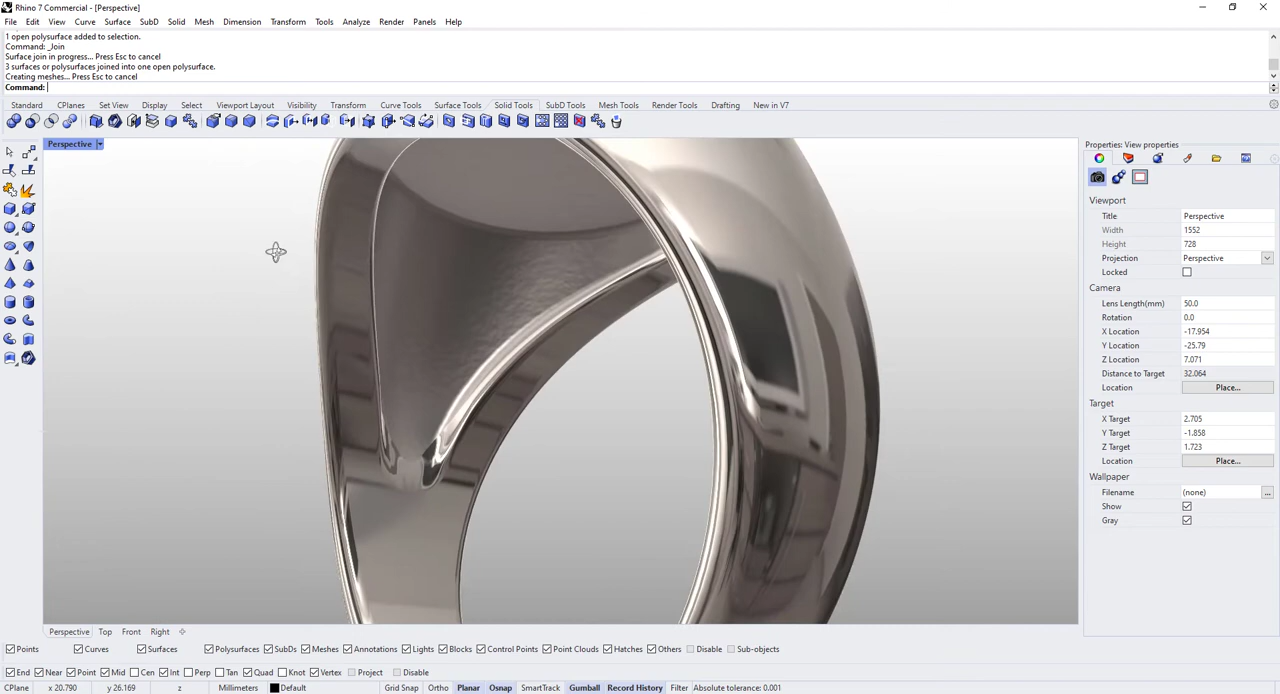 Rhino 7 Commercial - [Perspective]
File Edit View Curve Surface SubD Solid Mesh Dimension Transform Tools Analyze Render Panels Help
1 open polysurface added to selection.
Command: _Join
Surface join in progress... Press Esc to cancel
3 surfaces or polysurfaces joined into one open polysurface.
Creating meshes... Press Esc to cancel
Command:
Standard CPlanes Set View Display Select Viewport Layout Visibility Transform Curve Tools Surface Tools Solid Tools SubD Tools Mesh Tools Render Tools Drafting New in V7
Perspective
Properties: View properties
Viewport
Title Perspective
Width 1552
Height 728
Projection Perspective
Locked
Camera
Lens Length(mm) 50.0
Rotation 0.0
X Location -17.954
Y Location -25.79
Z Location 7.071
Distance to Target 32.064
Location Place...
Target
X Target 2.705
Y Target -1.858
Z Target 1.723
Location Place...
Wallpaper
Filename (none) ...
Show
Gray
Perspective Top Front Right
Points Curves Surfaces Polysurfaces SubDs Meshes Annotations Lights Blocks Control Points Point Clouds Hatches Others Disable Sub-objects
End Near Point Mid Cen Int Perp Tan Quad Knot Vertex Project Disable
CPlane x 20.790 y 26.169 z Millimeters Default Grid Snap Ortho Planar Osnap SmartTrack Gumball Record History Filter Absolute tolerance: 0.001